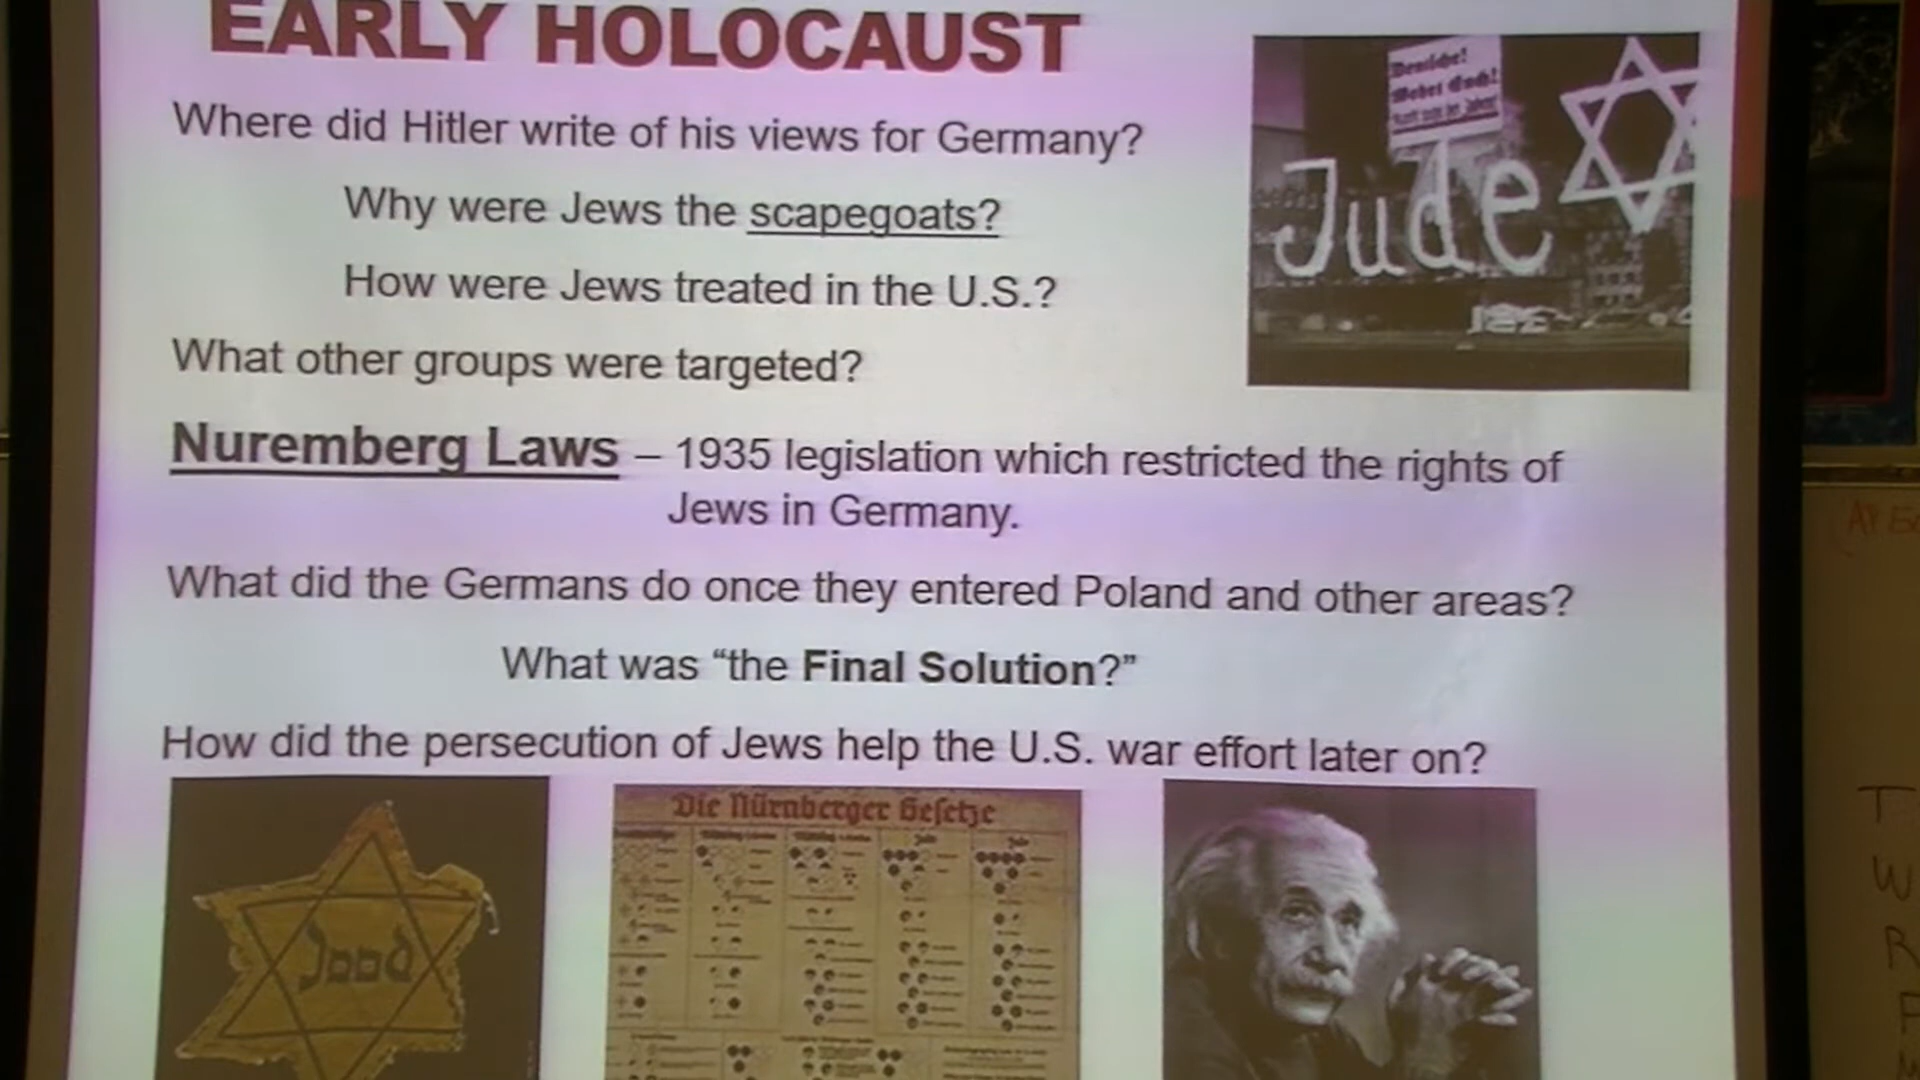 EARLY HOLOCAUST
Where did Hitler write of his views for Germany?
Why were Jews the scapegoats?
How were Jews treated in the U.S.?
What other groups were targeted?
Nuremberg Laws – 1935 legislation which restricted the rights of
Jews in Germany.
What did the Germans do once they entered Poland and other areas?
What was “the Final Solution?”
How did the persecution of Jews help the U.S. war effort later on?
Deutsche!
Jude
Jood
Die Nürnberger Gesetze
Jude
Jude
T
W
R